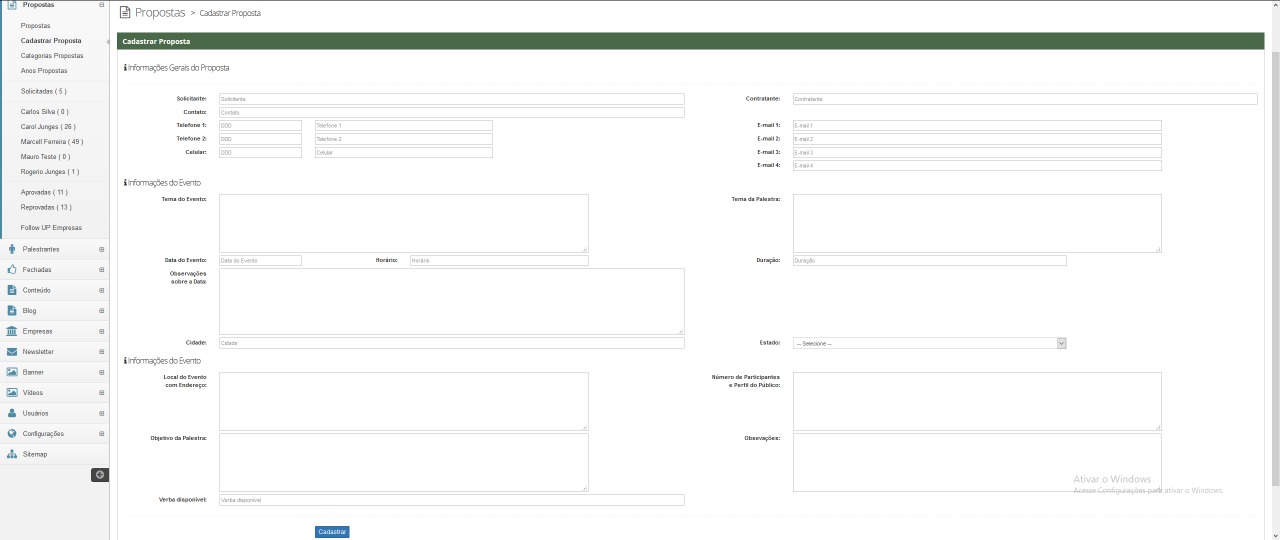 Propostas
Propostas
Cadastrar Proposta
Categorias Propostas
Anos Propostas
Solicitadas ( 5 )
Carlos Silva ( 0 )
Carol Junges ( 26 )
Marcell Ferreira ( 49 )
Mauro Teste ( 0 )
Rogerio Junges ( 1 )
Aprovadas ( 11 )
Reprovadas ( 13 )
Follow UP Empresas
Palestrantes
Fechadas
Conteúdo
Blog
Empresas
Newsletter
Banner
Vídeos
Usuários
Configurações
Sitemap
Propostas > Cadastrar Proposta
Cadastrar Proposta
Informações Gerais do Proposta
Solicitante: Solicitante
Contratante: Contratante
Contato: Contato
Telefone 1: DDD Telefone 1
E-mail 1: E-mail 1
Telefone 2: DDD Telefone 2
E-mail 2: E-mail 2
Celular: DDD Celular
E-mail 3: E-mail 3
E-mail 4: E-mail 4
Informações do Evento
Tema do Evento:
Tema da Palestra:
Data do Evento: Data do Evento
Horário: Horário
Duração: Duração
Observações
sobre a Data:
Cidade: Cidade
Estado: -- Selecione --
Informações do Evento
Local do Evento
com Endereço:
Número de Participantes
e Perfil do Público:
Objetivo da Palestra:
Obsevações:
Verba disponível: Verba disponível
Cadastrar
Ativar o Windows
Acesse Configurações para ativar o Windows.